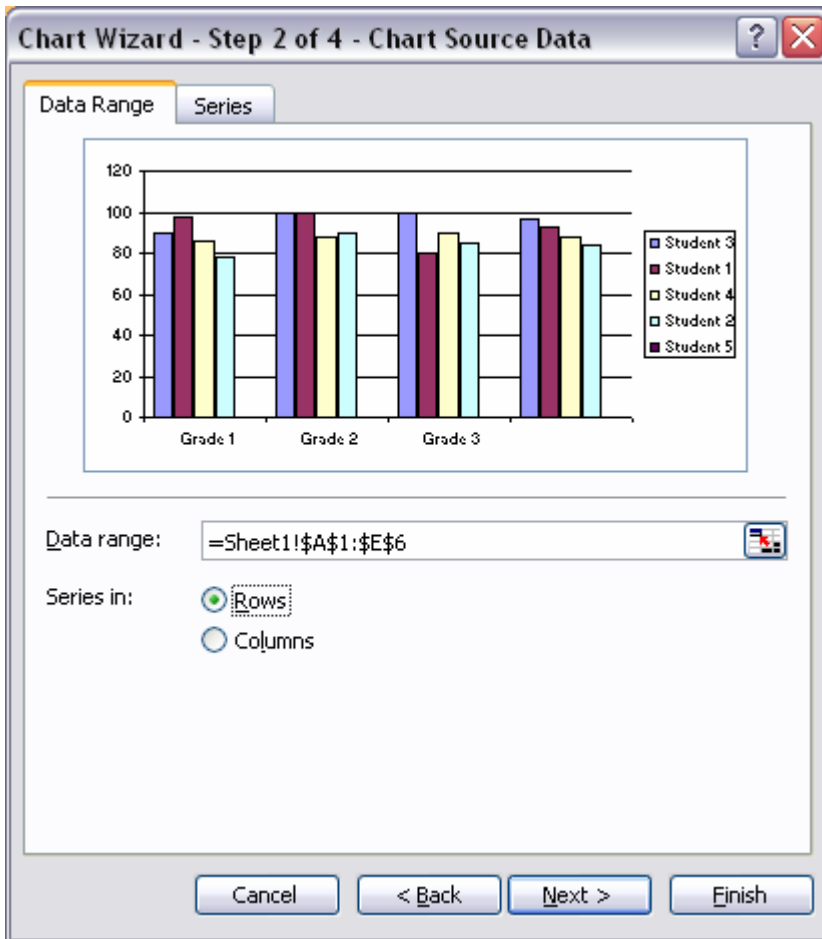 Chart Wizard - Step 2 of 4 - Chart Source Data ?
Data Range Series
120
100
80
60
40
20
0
Grade 1 Grade 2 Grade 3
Student 3
Student 1
Student 4
Student 2
Student 5
Data range: =Sheet1!$A$1:$E$6
Series in: Rows
Columns
Cancel < Back Next > Finish